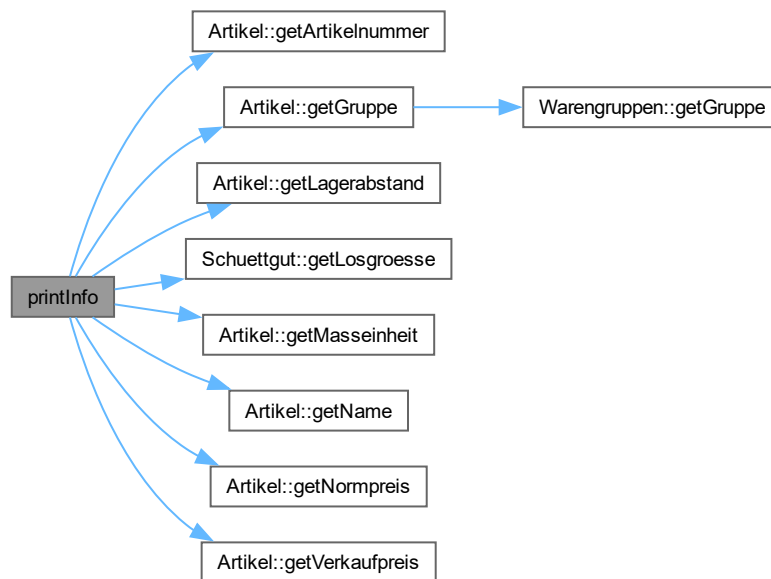 Artikel::getArtikelnummer
Artikel::getGruppe
Warengruppen::getGruppe
Artikel::getLagerabstand
Schuettgut::getLosgroesse
printInfo
Artikel::getMasseinheit
Artikel::getName
Artikel::getNormpreis
Artikel::getVerkaufpreis